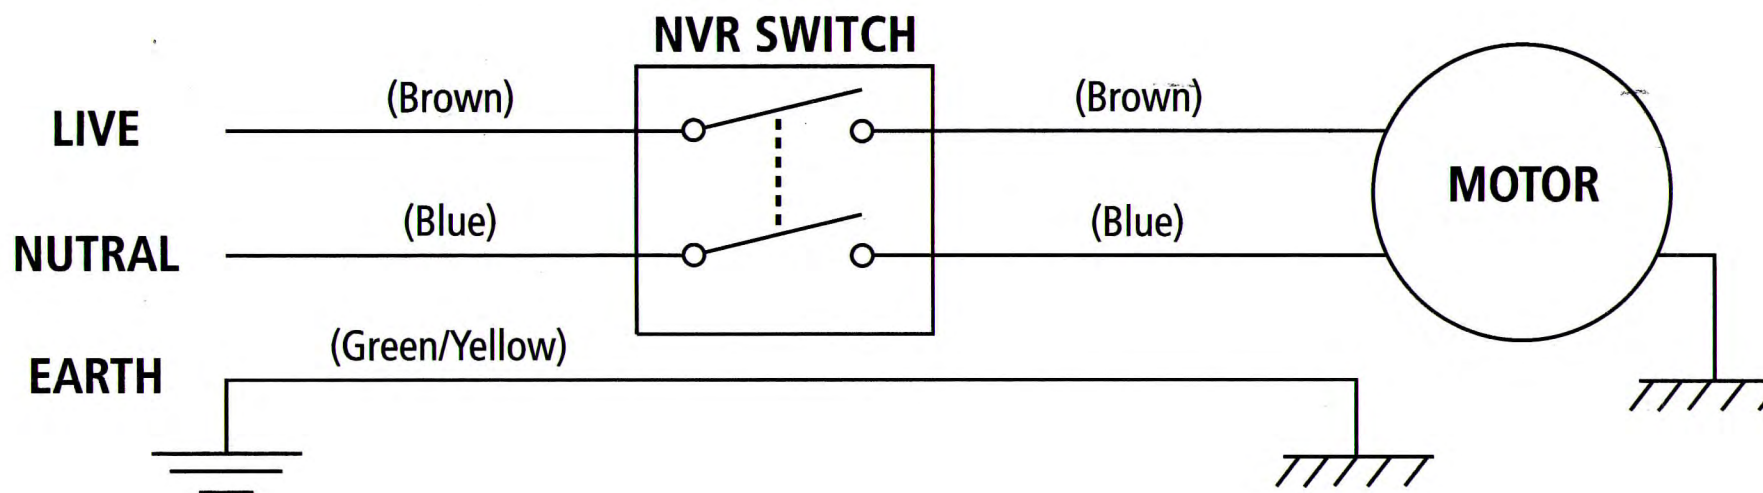 NVR SWITCH
LIVE
(Brown)
(Brown)
MOTOR
NUTRAL
(Blue)
(Blue)
EARTH
(Green/Yellow)